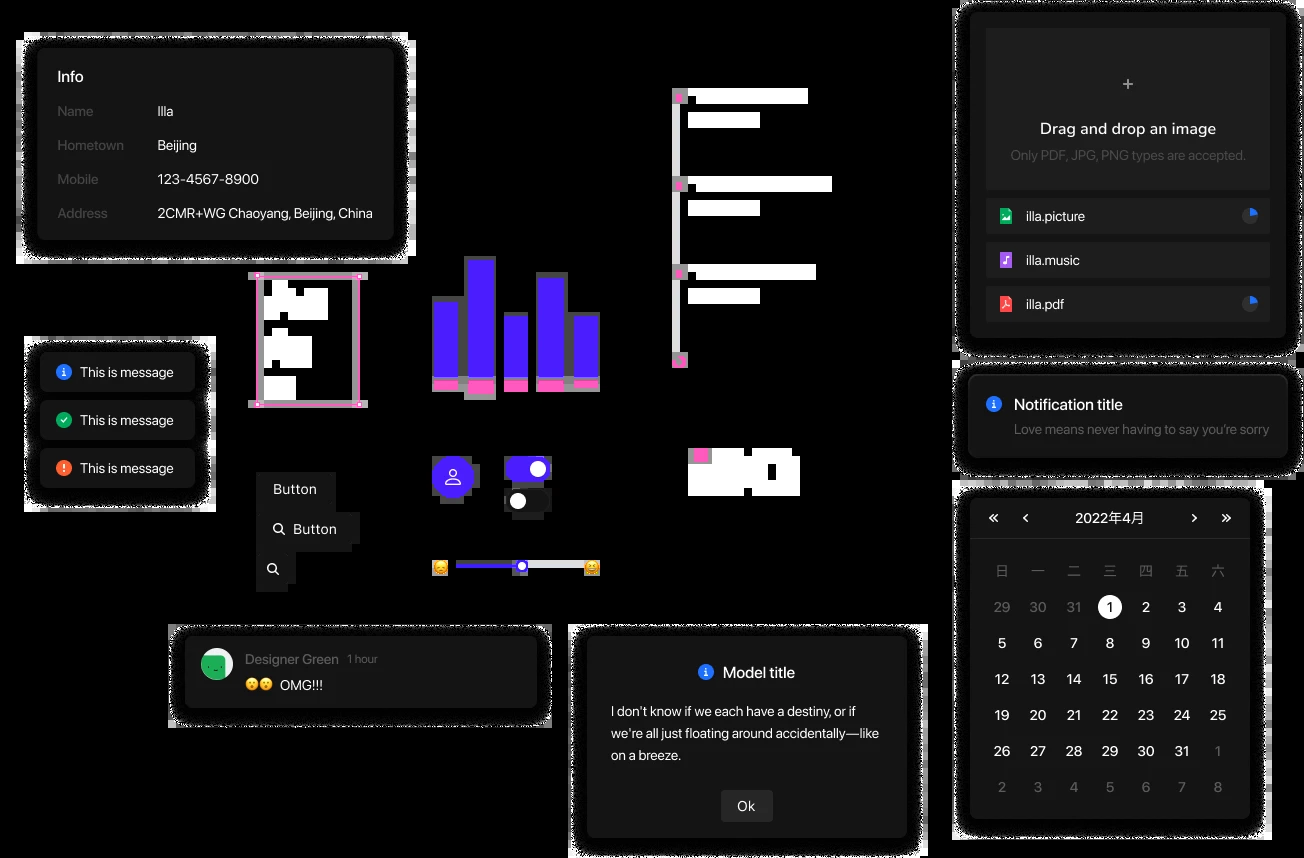 Info
Name Illa
Hometown Beijing
Mobile 123-4567-8900
Address 2CMR+WG Chaoyang, Beijing, China
This is message
This is message
This is message
Button
Button
Designer Green 1 hour
😮😮 OMG!!!
Model title
I don't know if we each have a destiny, or if
we're all just floating around accidentally—like
on a breeze.
Ok
+
Drag and drop an image
Only PDF, JPG, PNG types are accepted.
illa.picture
illa.music
illa.pdf
Notification title
Love means never having to say you're sorry
« ‹ 2022年4月 › »
日 一 二 三 四 五 六
29 30 31 1 2 3 4
5 6 7 8 9 10 11
12 13 14 15 16 17 18
19 20 21 22 23 24 25
26 27 28 29 30 31 1
2 3 4 5 6 7 8